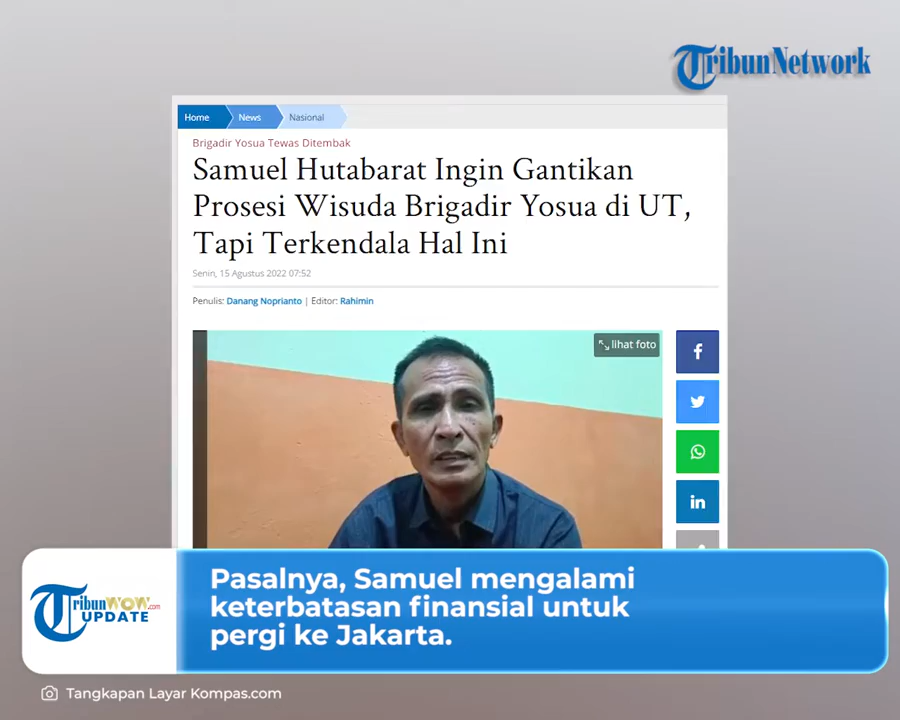 TribunNetwork
Home News Nasional
Brigadir Yosua Tewas Ditembak
Samuel Hutabarat Ingin Gantikan
Prosesi Wisuda Brigadir Yosua di UT,
Tapi Terkendala Hal Ini
Senin, 15 Agustus 2022 07:52
Penulis: Danang Noprianto | Editor: Rahimin
lihat foto
Pasalnya, Samuel mengalami
keterbatasan finansial untuk
pergi ke Jakarta.
TribunWOW.com
UPDATE
Tangkapan Layar Kompas.com